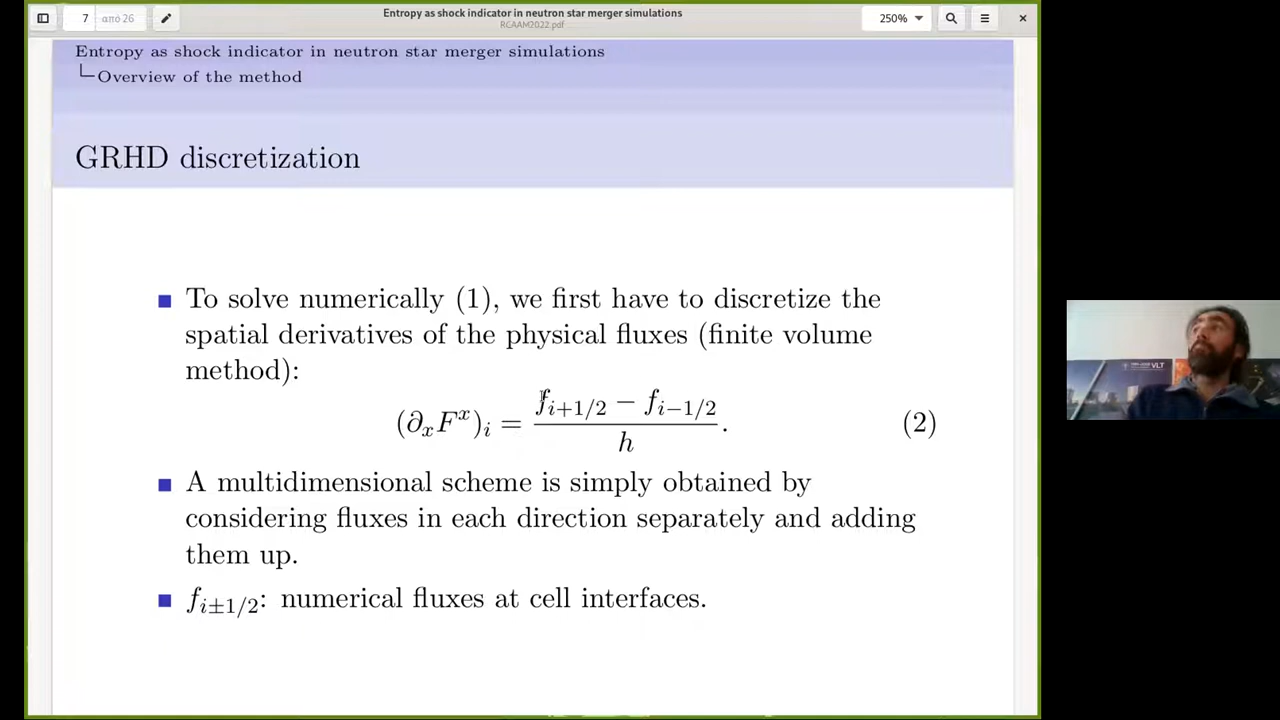 7 από 26
Entropy as shock indicator in neutron star merger simulations
RGAAM2022.pdf
250%
Entropy as shock indicator in neutron star merger simulations
Overview of the method
GRHD discretization
To solve numerically (1), we first have to discretize the
spatial derivatives of the physical fluxes (finite volume
method):
(∂ₓFˣ)ᵢ = (f_{i+1/2} − f_{i−1/2}) / h. (2)
A multidimensional scheme is simply obtained by
considering fluxes in each direction separately and adding
them up.
f_{i±1/2}: numerical fluxes at cell interfaces.
VLT